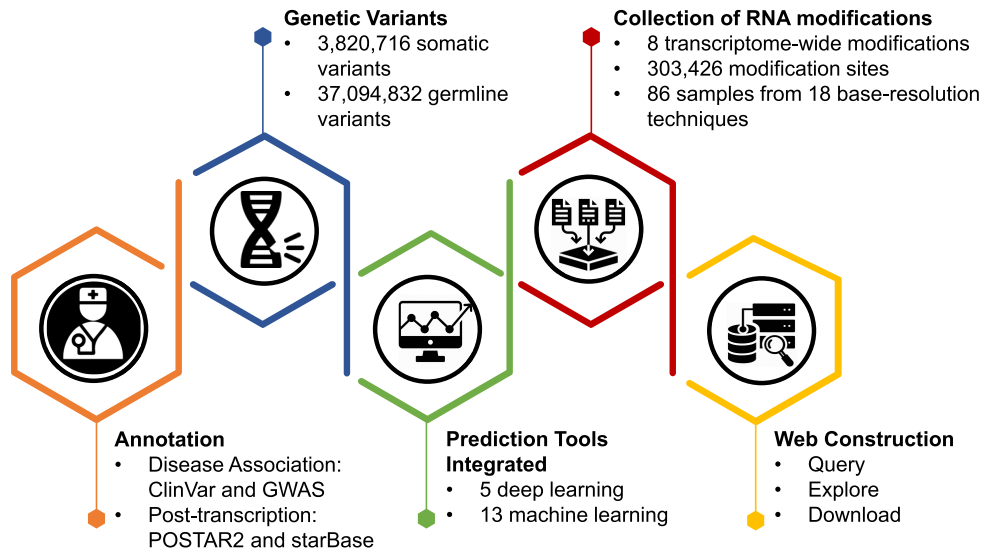 Genetic Variants
• 3,820,716 somatic
variants
• 37,094,832 germline
variants
Collection of RNA modifications
• 8 transcriptome-wide modifications
• 303,426 modification sites
• 86 samples from 18 base-resolution
techniques
Annotation
• Disease Association:
ClinVar and GWAS
• Post-transcription:
POSTAR2 and starBase
Prediction Tools
Integrated
• 5 deep learning
• 13 machine learning
Web Construction
• Query
• Explore
• Download